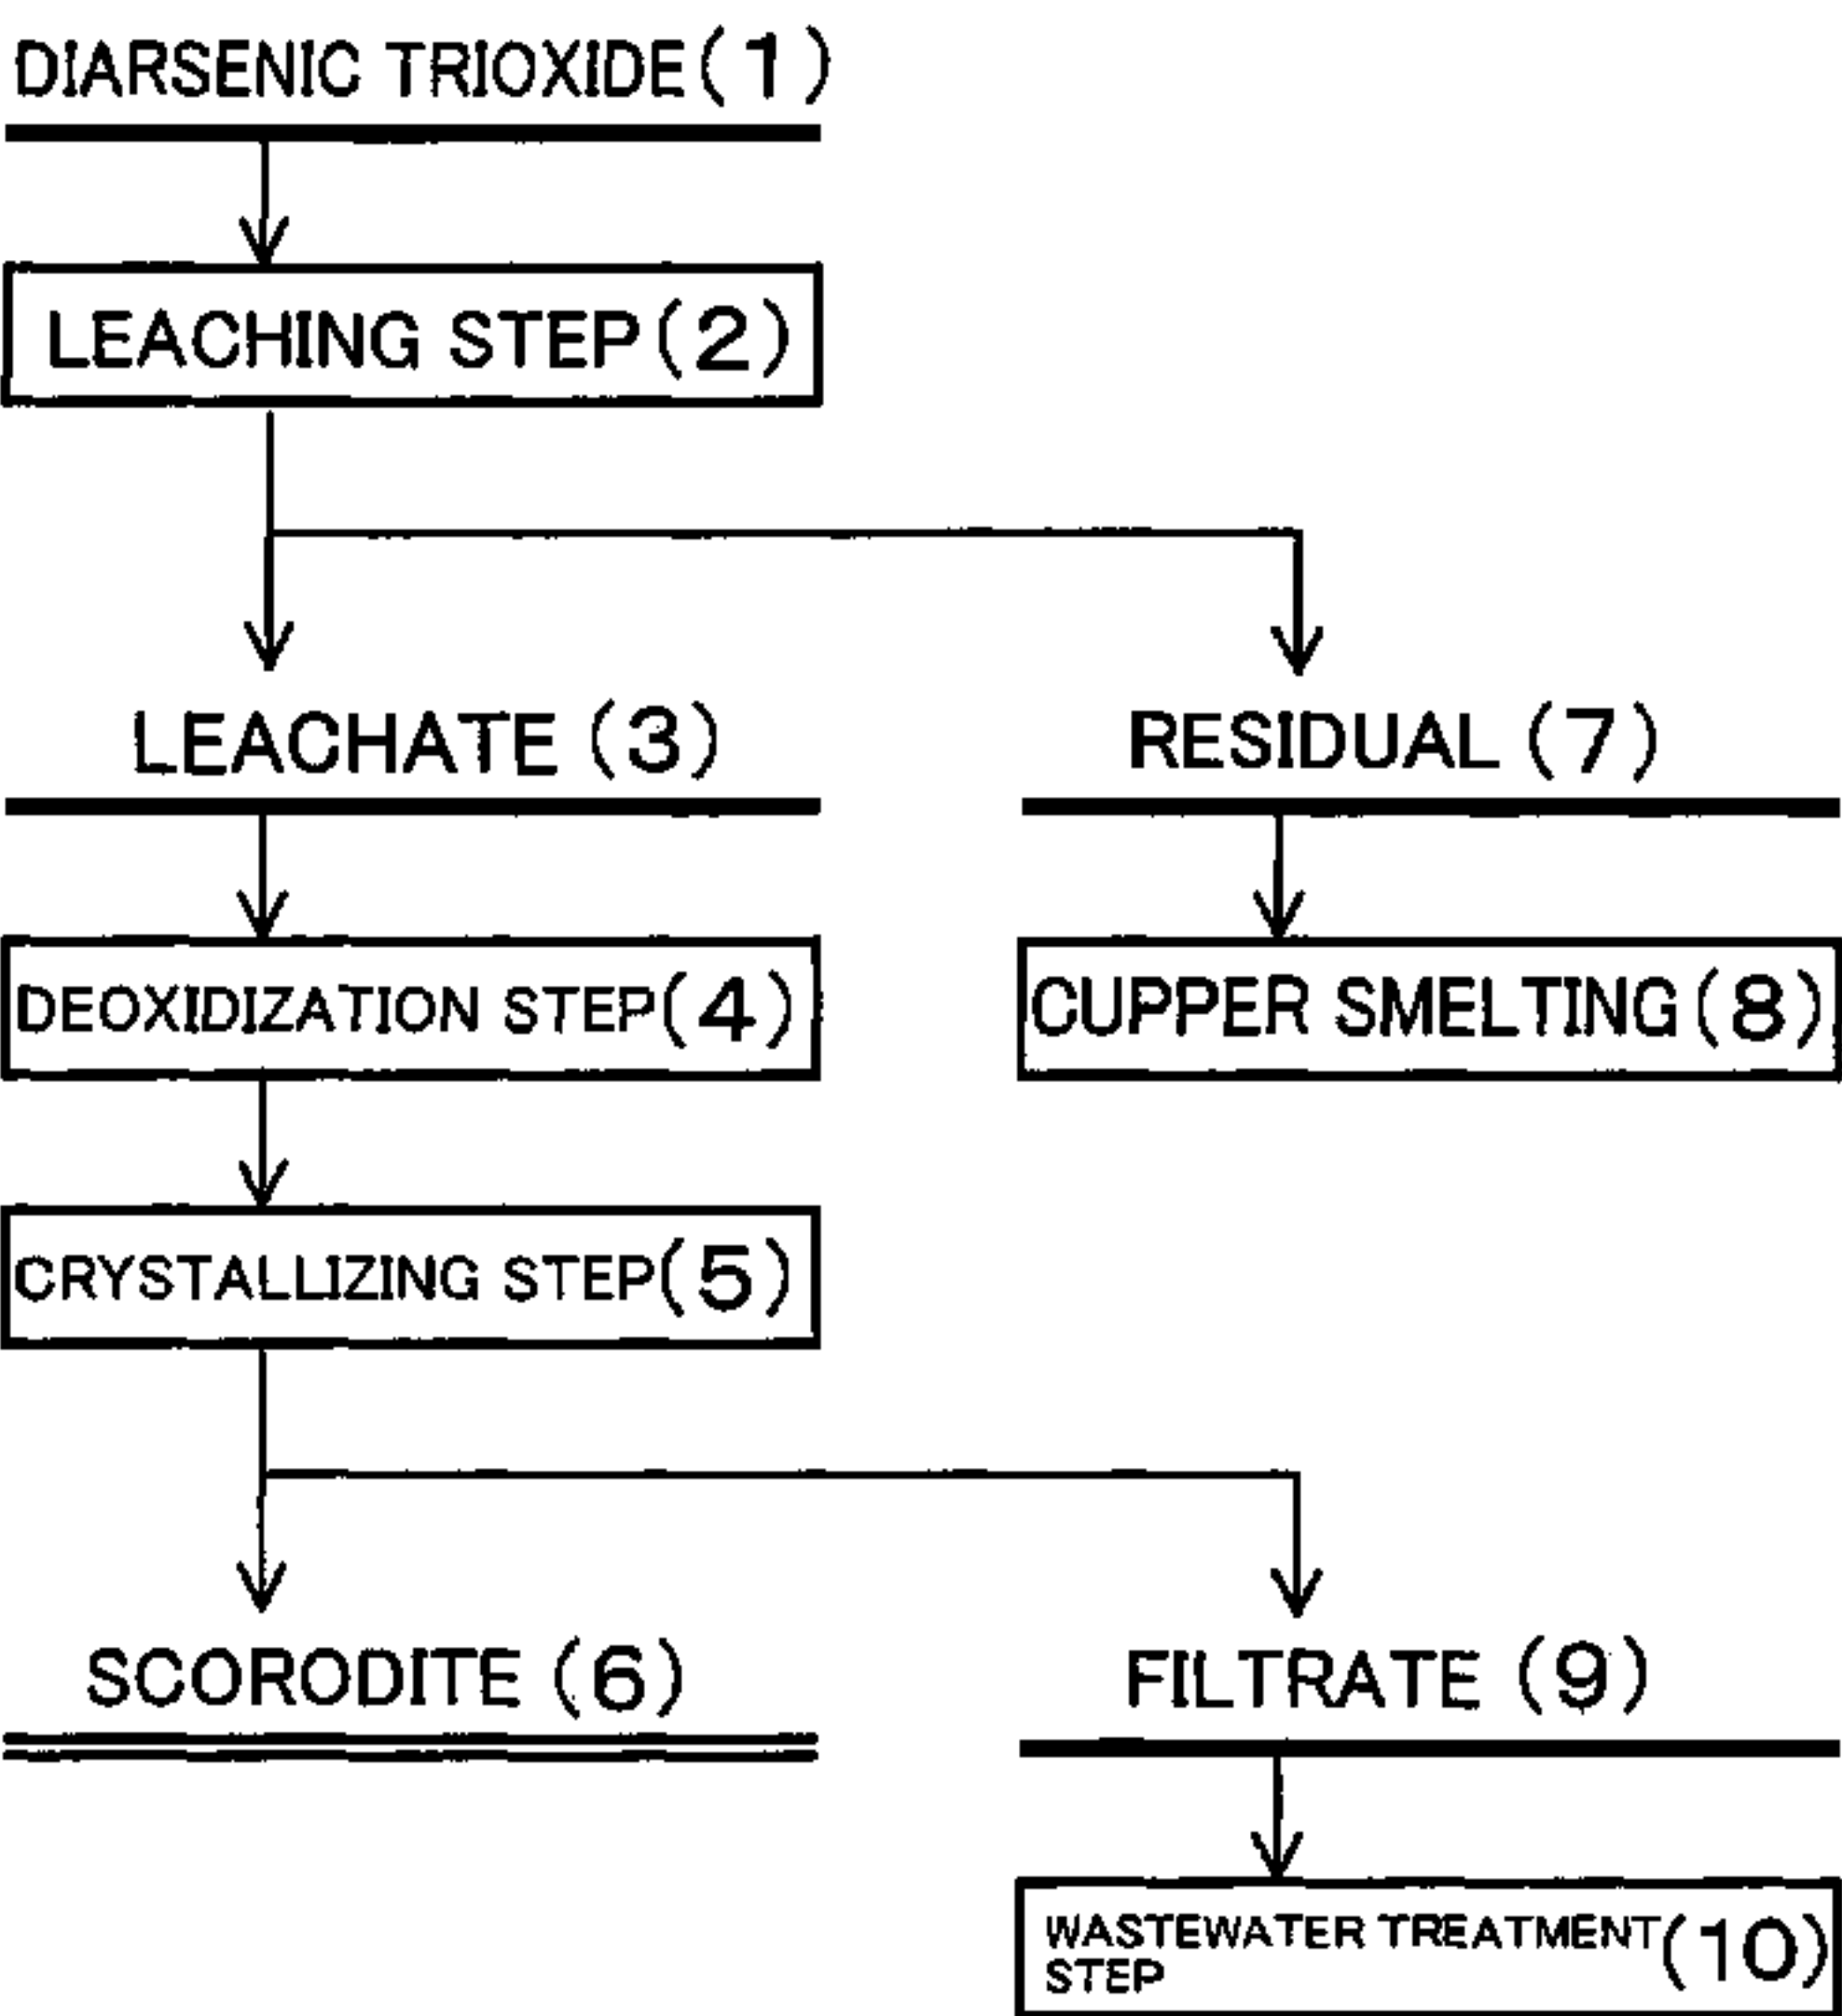 DIARSENIC TRIOXIDE(1)
LEACHING STEP(2)
LEACHATE (3)
RESIDUAL (7)
DEOXIDIZATION STEP(4)
CUPPER SMELTING(8)
CRYSTALLIZING STEP(5)
SCORODITE (6)
FILTRATE (9)
WASTEWATER TREATMENT(10)
STEP